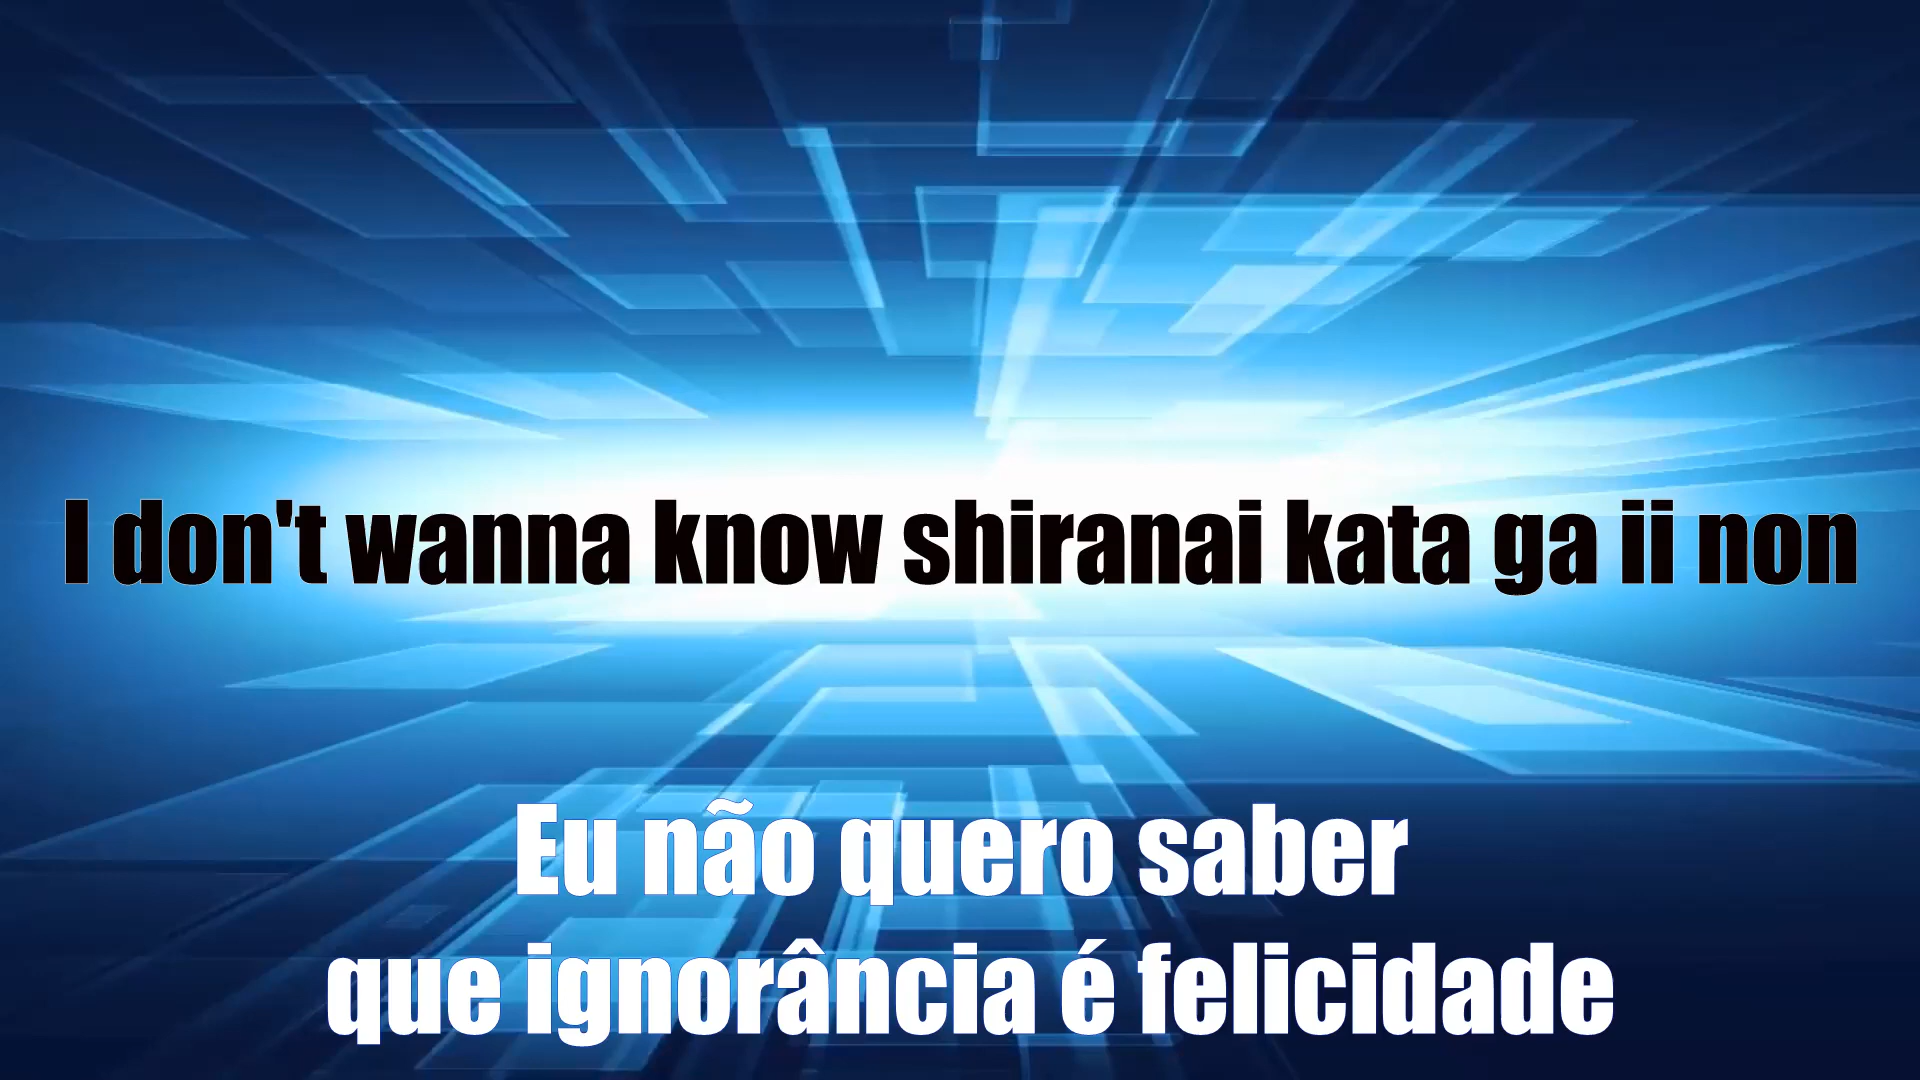 I don't wanna know shiranai kata ga ii non
Eu não quero saber
que ignorância é felicidade